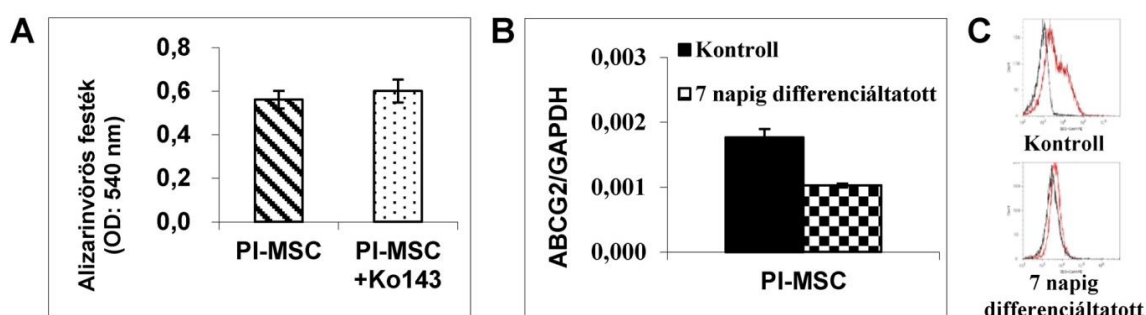 A
Alizarinvörös festék
(OD: 540 nm)
0,8
0,6
0,4
0,2
0,0
PI-MSC
PI-MSC
+Ko143
B
ABCG2/GAPDH
0,003
0,002
0,001
0,000
Kontroll
7 napig differenciáltatott
PI-MSC
C
Kontroll
7 napig
differenciáltatott